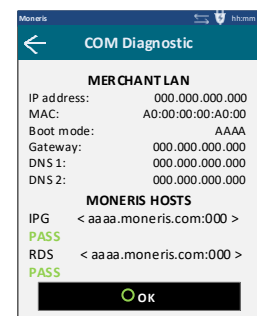 Moneris hh:mm
COM Diagnostic
MERCHANT LAN
IP address: 000.000.000.000
MAC: A0:00:00:00:A0:00
Boot mode: AAAA
Gateway: 000.000.000.000
DNS 1: 000.000.000.000
DNS 2: 000.000.000.000
MONERIS HOSTS
IPG < aaaa.moneris.com:000 >
PASS
RDS < aaaa.moneris.com:000 >
PASS
OK